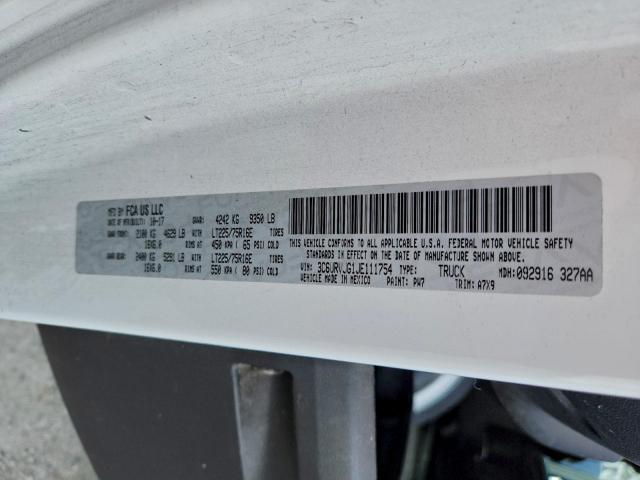 MFD BY: FCA US LLC
DATE OF MFR(BUILT): 10-17 GVWR: 4242 KG 9350 LB
GAWR FRONT: 2100 KG 4629 LB LT225/75R16E TIRES
16X6.0 RIMS AT 450 KPA ( 65 PSI) COLD
GAWR REAR: 2400 KG 5291 LB LT225/75R16E TIRES
16X6.0 RIMS AT 550 KPA ( 80 PSI) COLD
THIS VEHICLE CONFORMS TO ALL APPLICABLE U.S.A. FEDERAL MOTOR VEHICLE SAFETY
STANDARDS IN EFFECT ON THE DATE OF MANUFACTURE SHOWN ABOVE.
VIN: 3C6URVJG1JE111754 TYPE: TRUCK MDH: 092916 327AA
VEHICLE MADE IN MEXICO PAINT: PW7 TRIM: A7X9